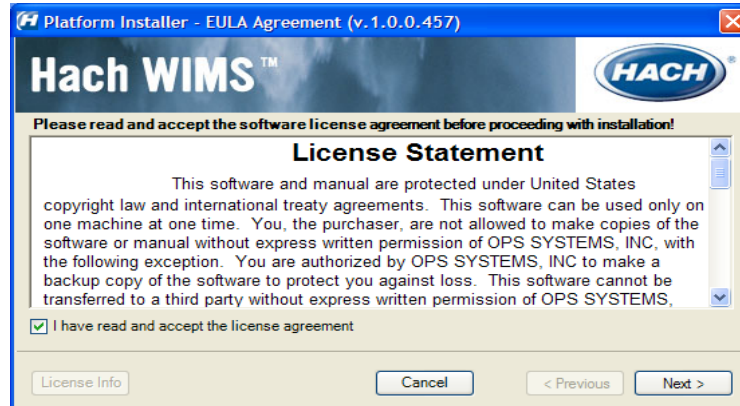 Platform Installer - EULA Agreement (v.1.0.0.457)
Hach WIMS™
HACH®
Please read and accept the software license agreement before proceeding with installation!
License Statement
This software and manual are protected under United States
copyright law and international treaty agreements.  This software can be used only on
one machine at one time.  You, the purchaser, are not allowed to make copies of the
software or manual without express written permission of OPS SYSTEMS, INC, with
the following exception.  You are authorized by OPS SYSTEMS, INC to make a
backup copy of the software to protect you against loss.  This software cannot be
transferred to a third party without express written permission of OPS SYSTEMS,
I have read and accept the license agreement
License Info
Cancel
< Previous
Next >